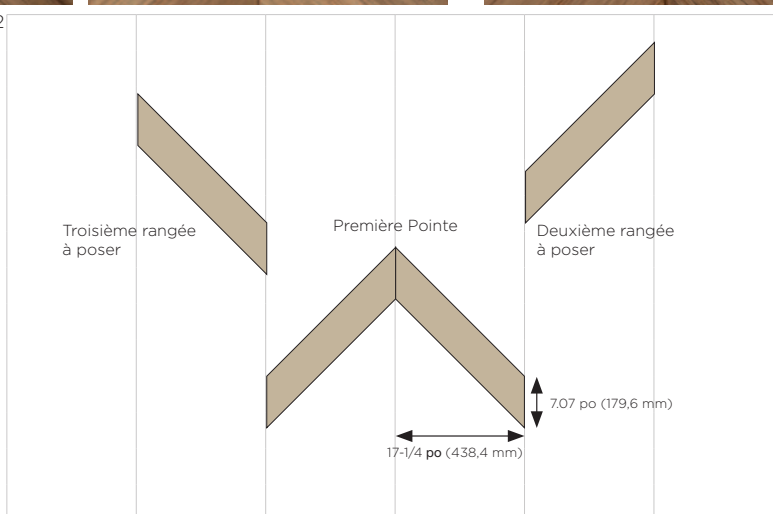 2
Première Pointe
Troisième rangée
à poser
Deuxième rangée
à poser
7.07 po (179,6 mm)
17-1/4 po (438,4 mm)